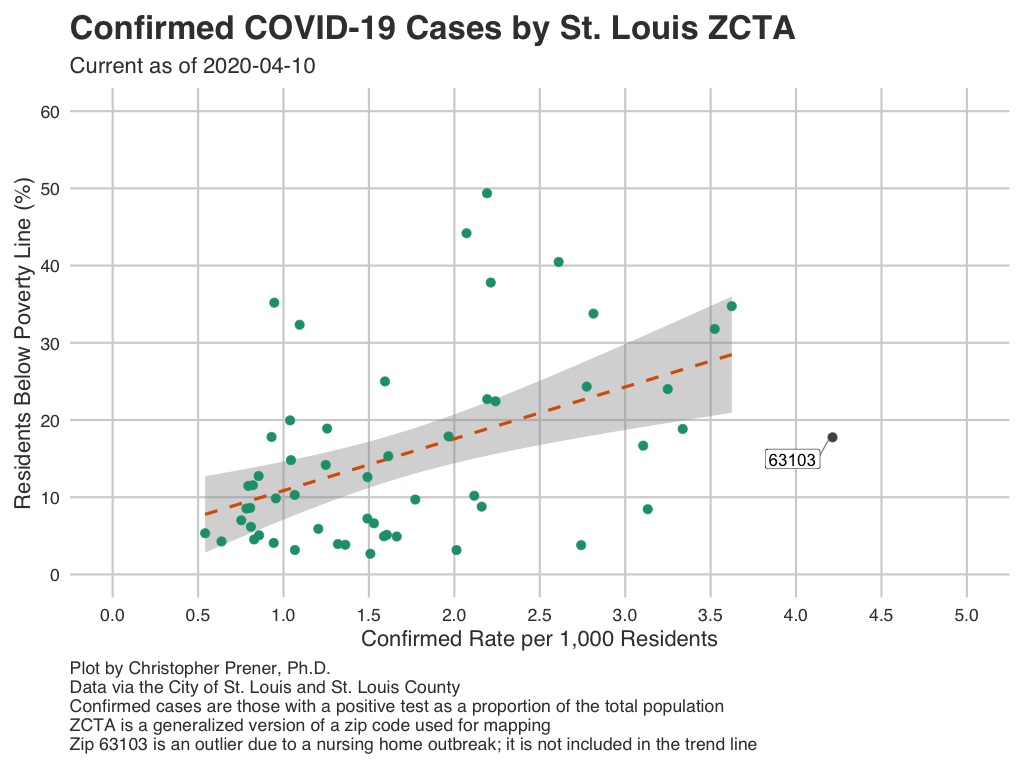 Confirmed COVID-19 Cases by St. Louis ZCTA
Current as of 2020-04-10
Residents Below Poverty Line (%)
60
50
40
30
20
10
0
63103
0.0 0.5 1.0 1.5 2.0 2.5 3.0 3.5 4.0 4.5 5.0
Confirmed Rate per 1,000 Residents
Plot by Christopher Prener, Ph.D.
Data via the City of St. Louis and St. Louis County
Confirmed cases are those with a positive test as a proportion of the total population
ZCTA is a generalized version of a zip code used for mapping
Zip 63103 is an outlier due to a nursing home outbreak; it is not included in the trend line